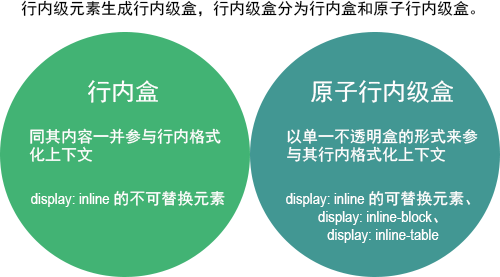 行内级元素生成行内级盒，行内级盒分为行内盒和原子行内级盒。
行内盒
同其内容一并参与行内格式
化上下文
display: inline 的不可替换元素
原子行内级盒
以单一不透明盒的形式来参
与其行内格式化上下文
display: inline 的可替换元素、
display: inline-block、
display: inline-table